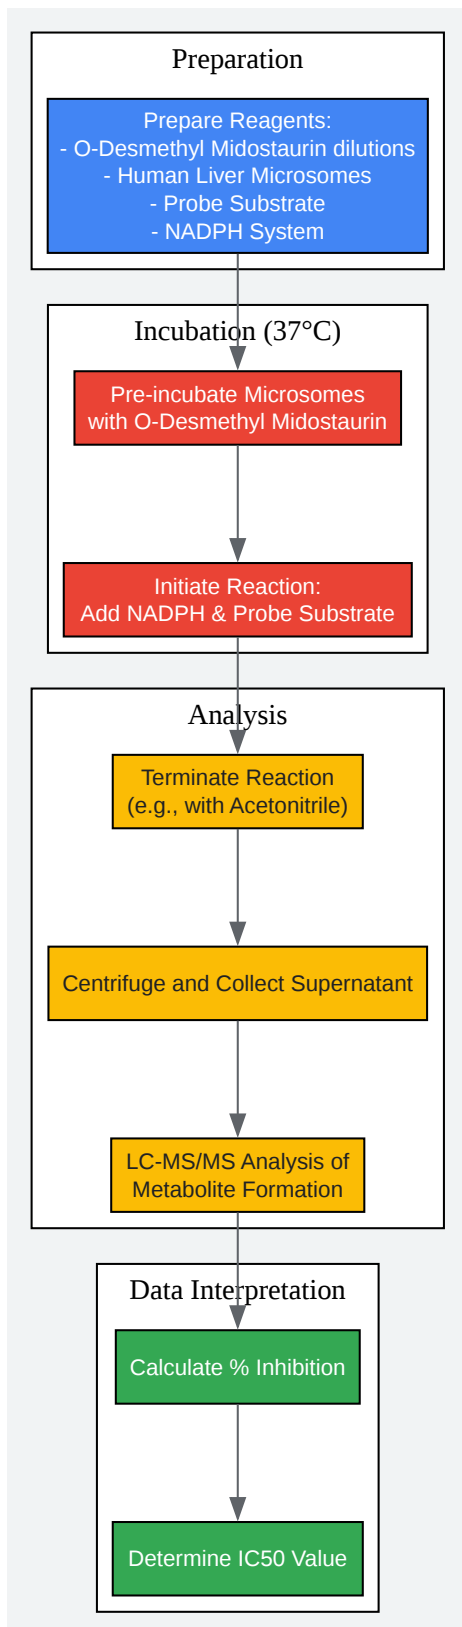 Preparation
Prepare Reagents:
- O-Desmethyl Midostaurin dilutions
- Human Liver Microsomes
- Probe Substrate
- NADPH System
Incubation (37°C)
Pre-incubate Microsomes
with O-Desmethyl Midostaurin
Initiate Reaction:
Add NADPH & Probe Substrate
Analysis
Terminate Reaction
(e.g., with Acetonitrile)
Centrifuge and Collect Supernatant
LC-MS/MS Analysis of
Metabolite Formation
Data Interpretation
Calculate % Inhibition
Determine IC50 Value